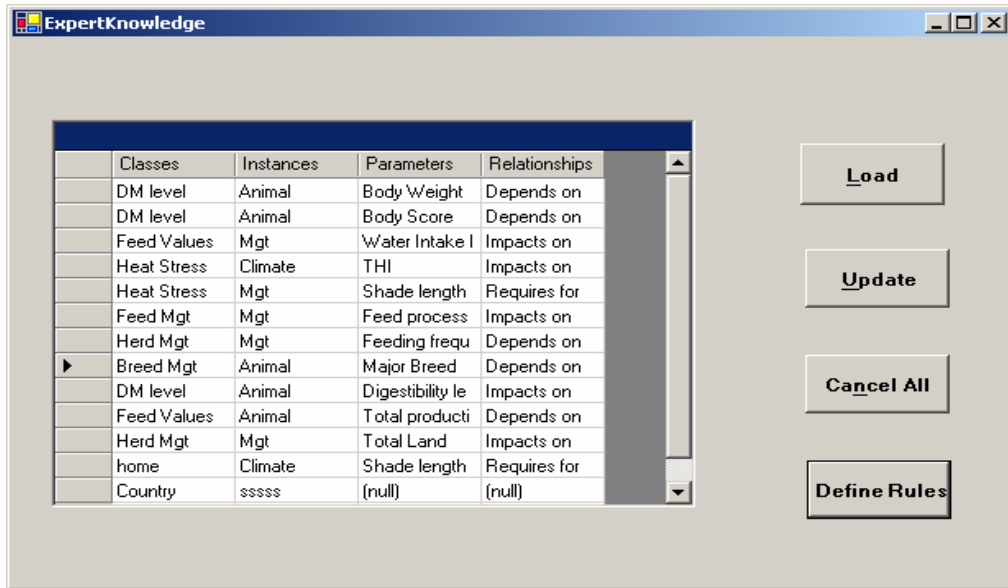 ExpertKnowledge
Classes Instances Parameters Relationships
DM level Animal Body Weight Depends on
DM level Animal Body Score Depends on
Feed Values Mgt Water Intake l Impacts on
Heat Stress Climate THI Impacts on
Heat Stress Mgt Shade length Requires for
Feed Mgt Mgt Feed process Impacts on
Herd Mgt Mgt Feeding frequ Depends on
Breed Mgt Animal Major Breed Depends on
DM level Animal Digestibility le Impacts on
Feed Values Animal Total producti Depends on
Herd Mgt Mgt Total Land Impacts on
home Climate Shade length Requires for
Country sssss (null) (null)
Load
Update
Cancel All
Define Rules